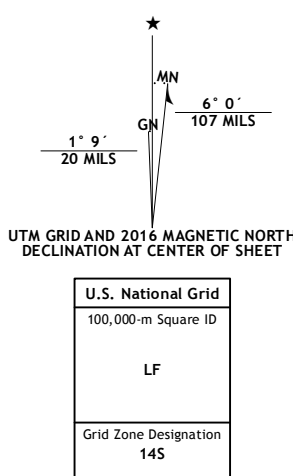 ★
MN
GN
6° 0´
107 MILS
1° 9´
20 MILS
UTM GRID AND 2016 MAGNETIC NORTH
DECLINATION AT CENTER OF SHEET
U.S. National Grid
100,000-m Square ID
LF
Grid Zone Designation
14S